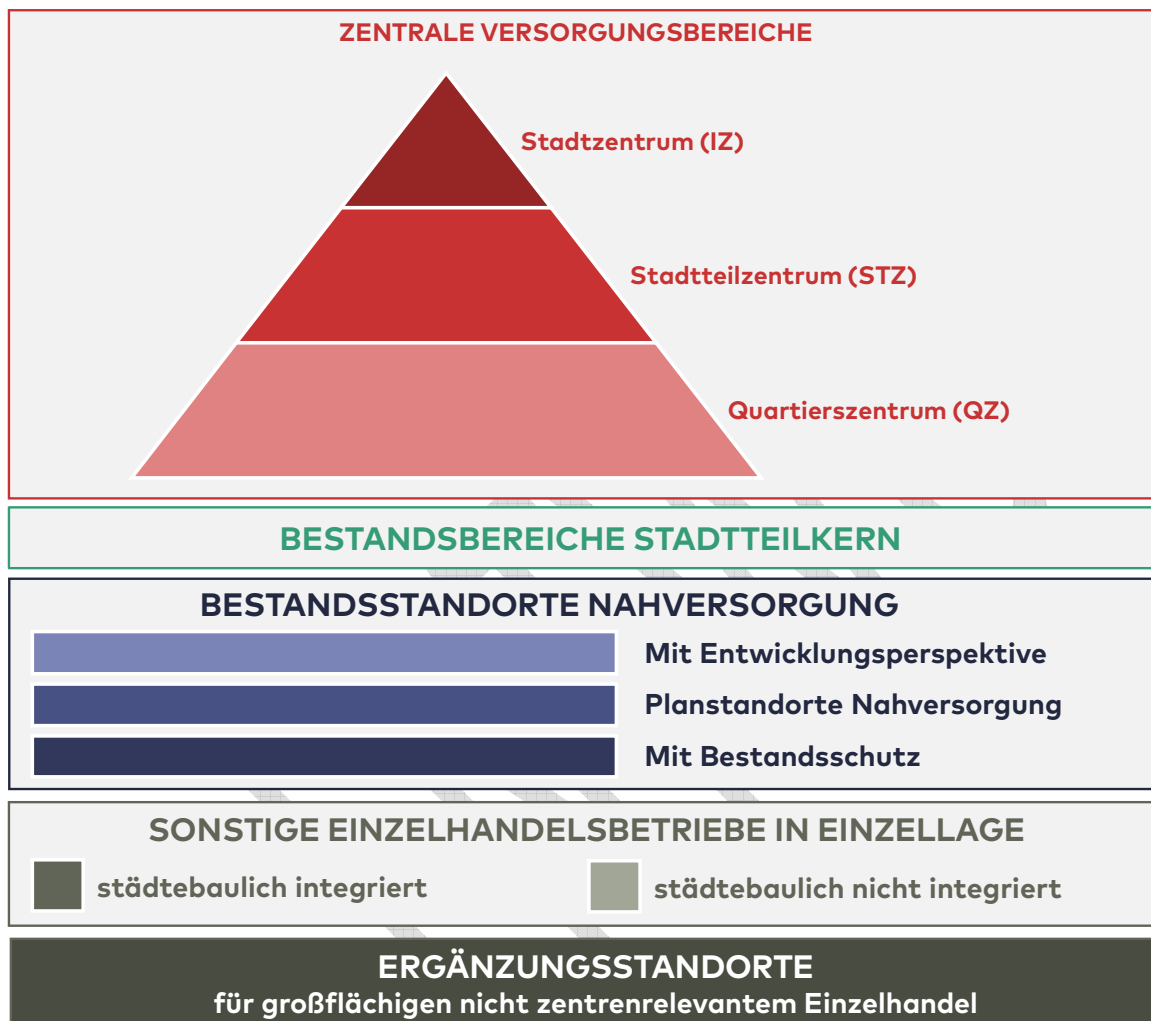 ZENTRALE VERSORGUNGSBEREICHE
Stadtzentrum (IZ)
Stadtteilzentrum (STZ)
Quartierszentrum (QZ)
BESTANDSBEREICHE STADTTEILKERN
BESTANDSSTANDORTE NAHVERSORGUNG
Mit Entwicklungsperspektive
Planstandorte Nahversorgung
Mit Bestandsschutz
SONSTIGE EINZELHANDELSBETRIEBE IN EINZELLAGE
städtebaulich integriert
städtebaulich nicht integriert
ERGÄNZUNGSSTANDORTE
für großflächigen nicht zentrenrelevantem Einzelhandel